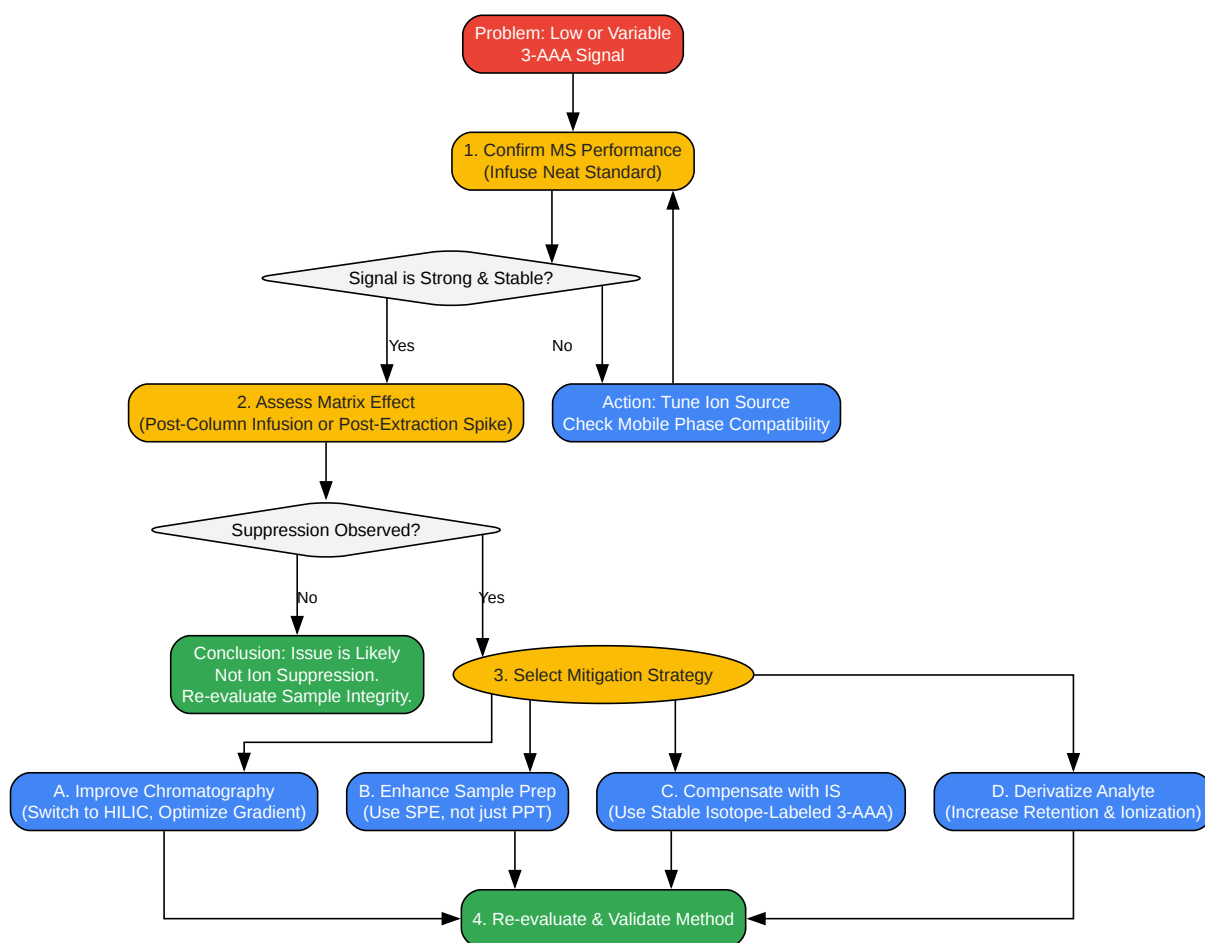 Problem: Low or Variable
3-AAA Signal
1. Confirm MS Performance
(Infuse Neat Standard)
Signal is Strong & Stable?
Yes
No
2. Assess Matrix Effect
(Post-Column Infusion or Post-Extraction Spike)
Action: Tune Ion Source
Check Mobile Phase Compatibility
Suppression Observed?
No
Yes
Conclusion: Issue is Likely
Not Ion Suppression.
Re-evaluate Sample Integrity.
3. Select Mitigation Strategy
A. Improve Chromatography
(Switch to HILIC, Optimize Gradient)
B. Enhance Sample Prep
(Use SPE, not just PPT)
C. Compensate with IS
(Use Stable Isotope-Labeled 3-AAA)
D. Derivatize Analyte
(Increase Retention & Ionization)
4. Re-evaluate & Validate Method